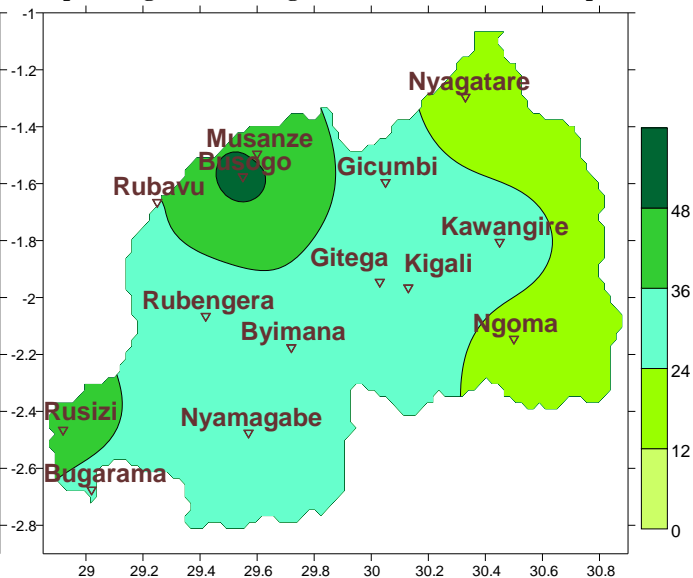 -1
-1.2
Nyagatare
-1.4
Musanze
Busogo
Gicumbi
-1.6
Rubavu
48
Kawangire
-1.8
Gitega
Kigali
36
-2
Rubengera
Byimana
Ngoma
-2.2
24
-2.4
Rusizi
Nyamagabe
12
-2.6
Bugarama
-2.8
0
29 29.2 29.4 29.6 29.8 30 30.2 30.4 30.6 30.8